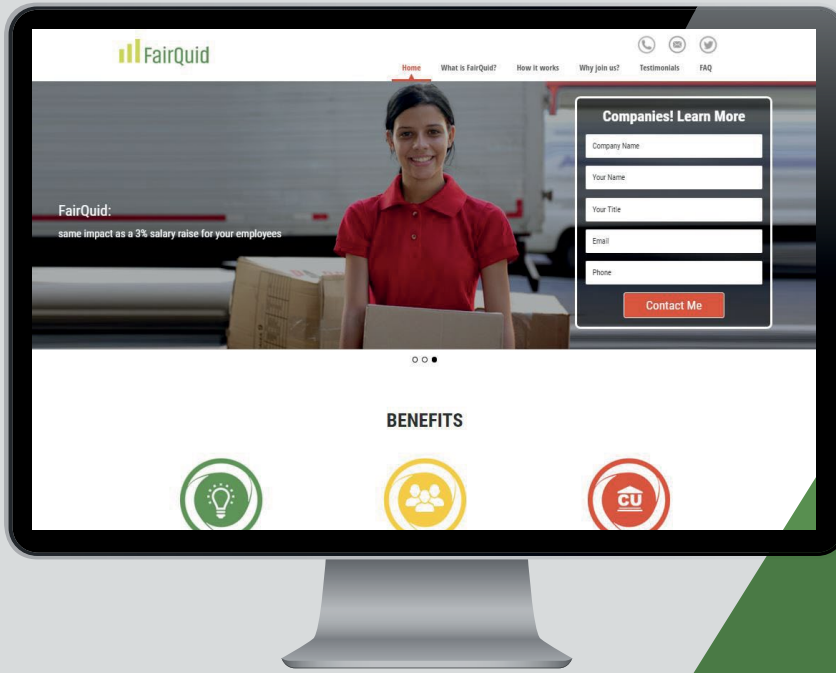 FairQuid
Home What is FairQuid? How it works Why join us? Testimonials FAQ
FairQuid:
same impact as a 3% salary raise for your employees
Companies! Learn More
Company Name
Your Name
Your Title
Email
Phone
Contact Me
BENEFITS
CU